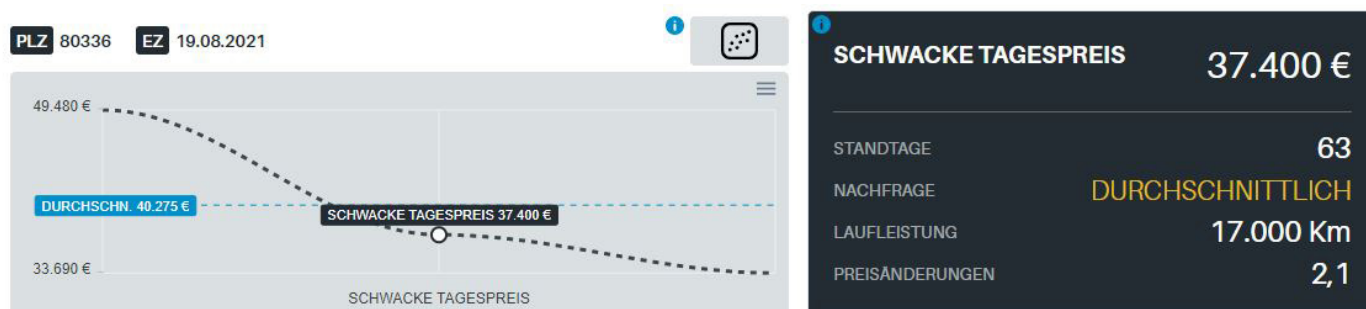 PLZ 80336 EZ 19.08.2021
49.480 €
DURCHSCHN. 40.275 €
SCHWACKE TAGESPREIS 37.400 €
33.690 €
SCHWACKE TAGESPREIS
SCHWACKE TAGESPREIS 37.400 €
STANDTAGE 63
NACHFRAGE DURCHSCHNITTLICH
LAUFLEISTUNG 17.000 Km
PREISÄNDERUNGEN 2,1